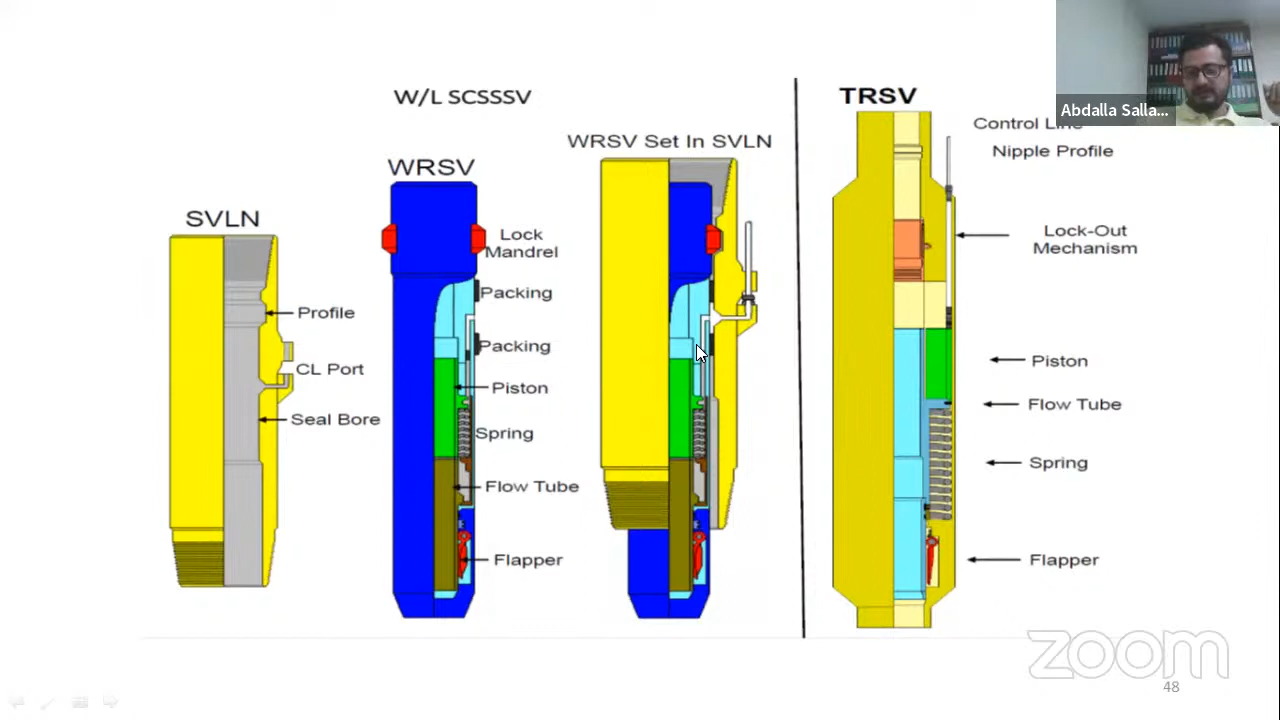 W/L SCSSSV
SVLN
Profile
CL Port
Seal Bore
WRSV
Lock
Mandrel
Packing
Packing
Piston
Spring
Flow Tube
Flapper
WRSV Set In SVLN
TRSV
Control Line
Nipple Profile
Lock-Out
Mechanism
Piston
Flow Tube
Spring
Flapper
Abdalla Salla...
zoom
48